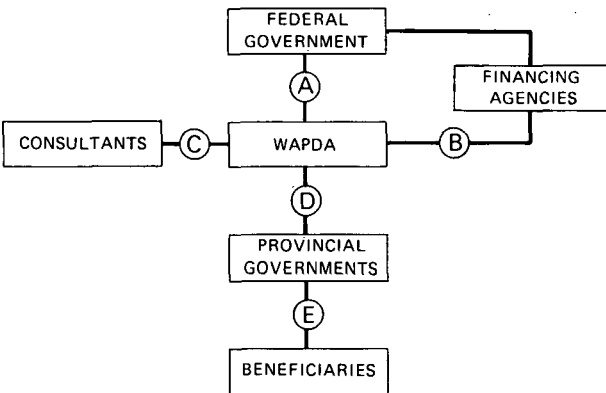 FEDERAL
GOVERNMENT
A
FINANCING
AGENCIES
CONSULTANTS
C
WAPDA
B
D
PROVINCIAL
GOVERNMENTS
E
BENEFICIARIES